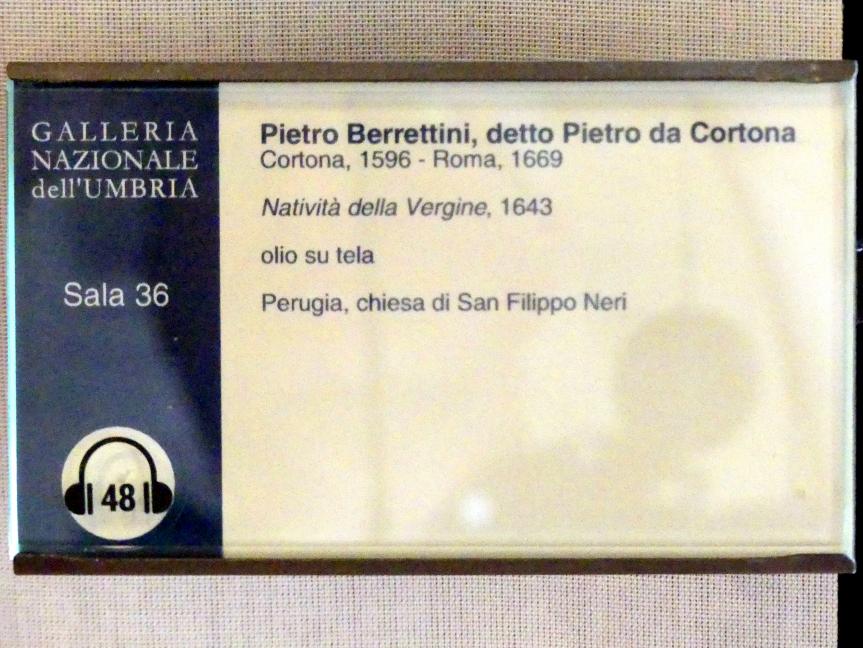 GALLERIA
NAZIONALE
dell'UMBRIA
Sala 36
48
Pietro Berrettini, detto Pietro da Cortona
Cortona, 1596 - Roma, 1669
Natività della Vergine, 1643
olio su tela
Perugia, chiesa di San Filippo Neri